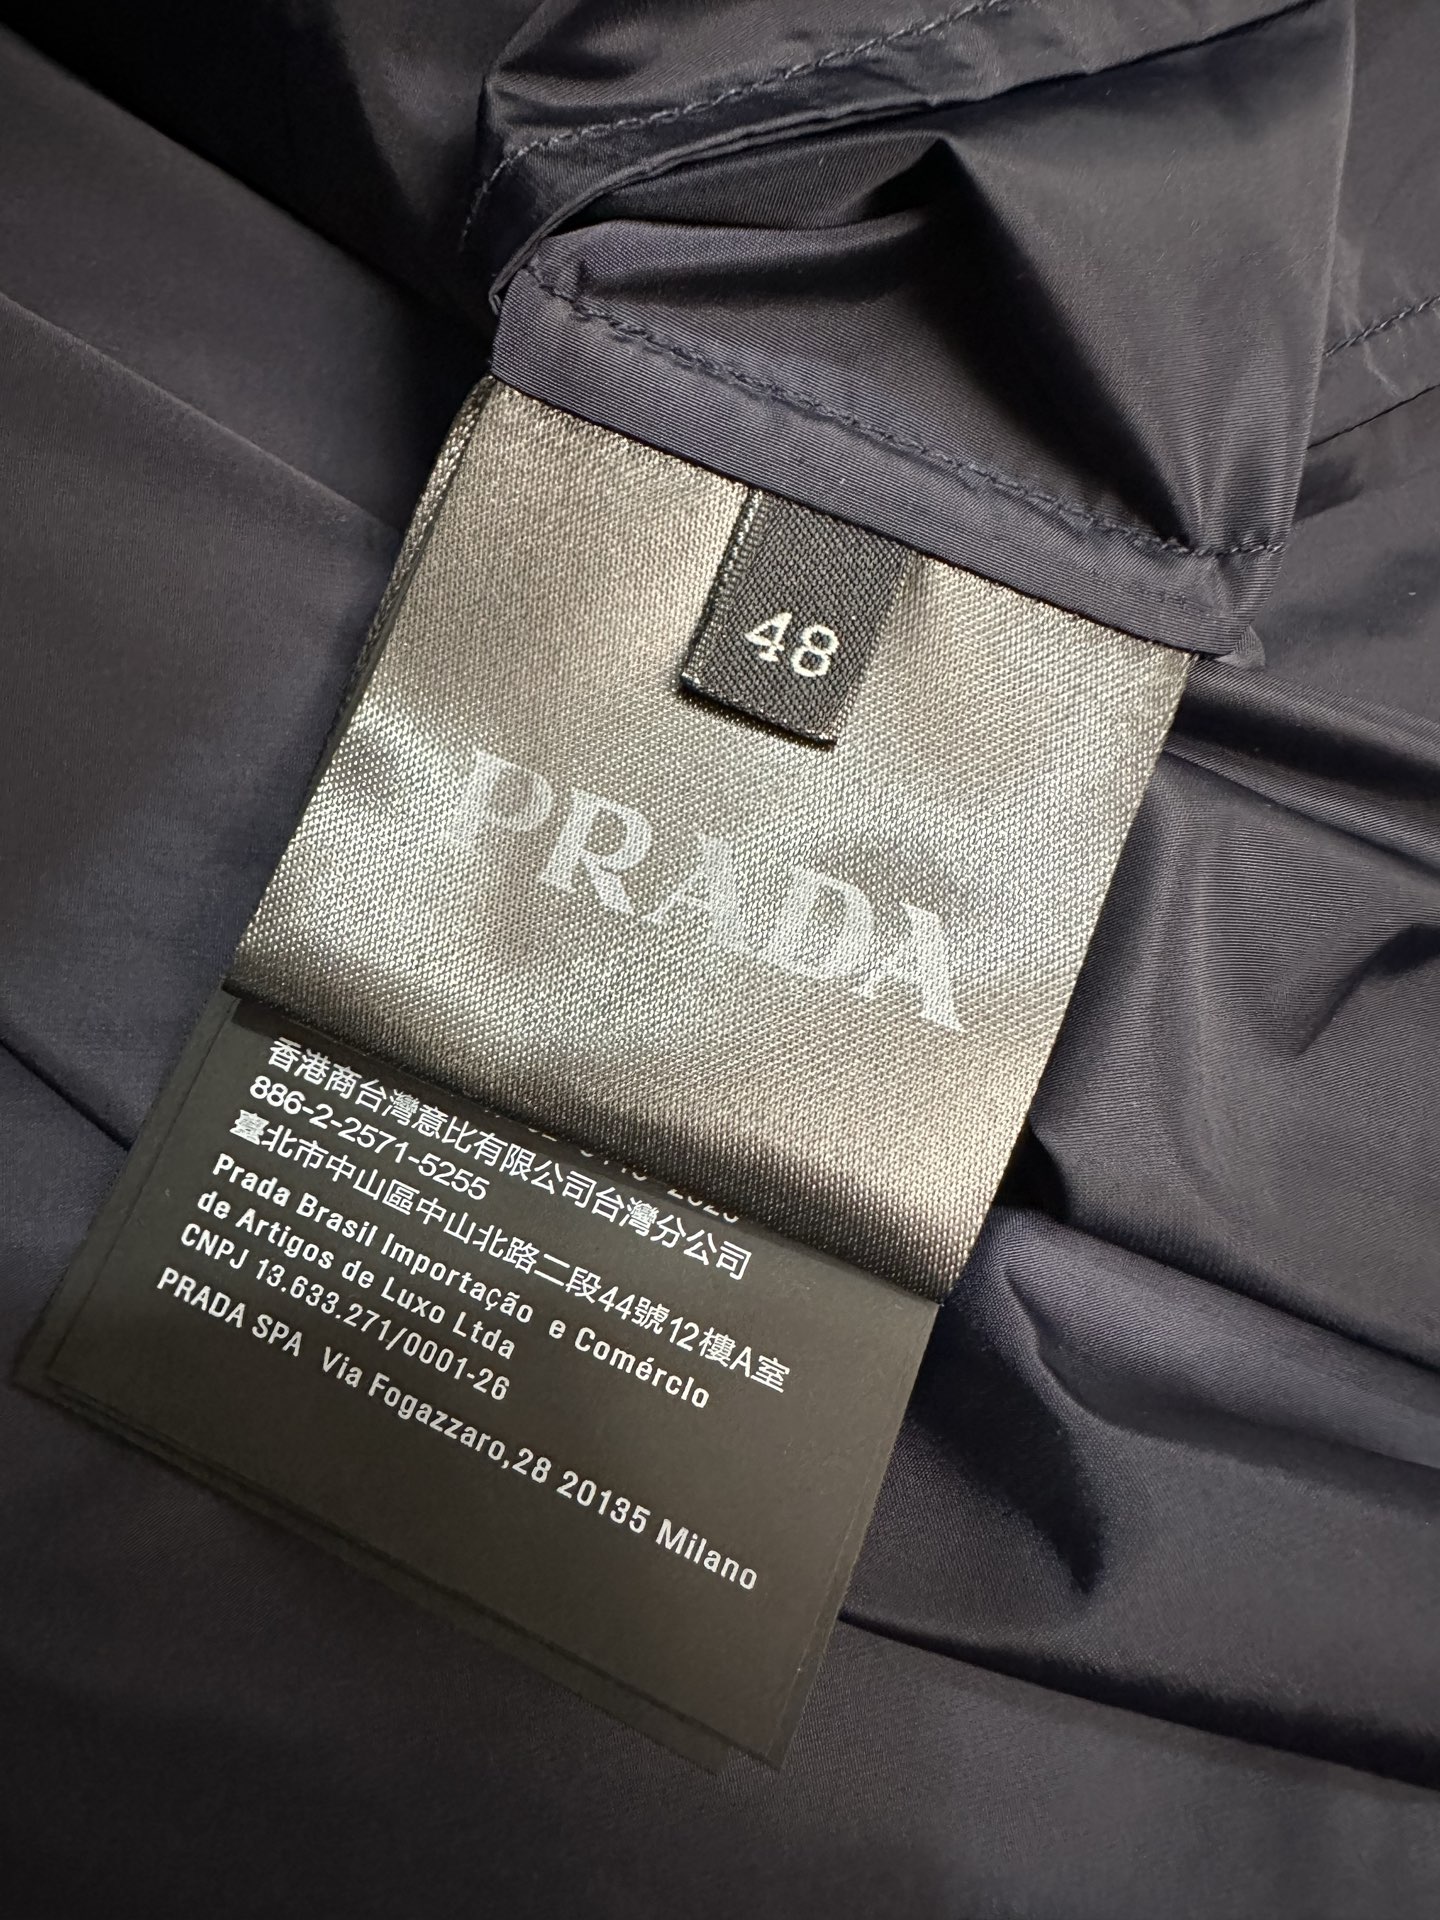 48
PRADA
香港商台灣意比有限公司台灣分公司
886-2-2571-5255
臺北市中山區中山北路二段44號12樓A室
Prada Brasil Importação e Comércio
de Artigos de Luxo Ltda
CNPJ 13.633.271/0001-26
PRADA SPA Via Fogazzaro,28 20135 Milano